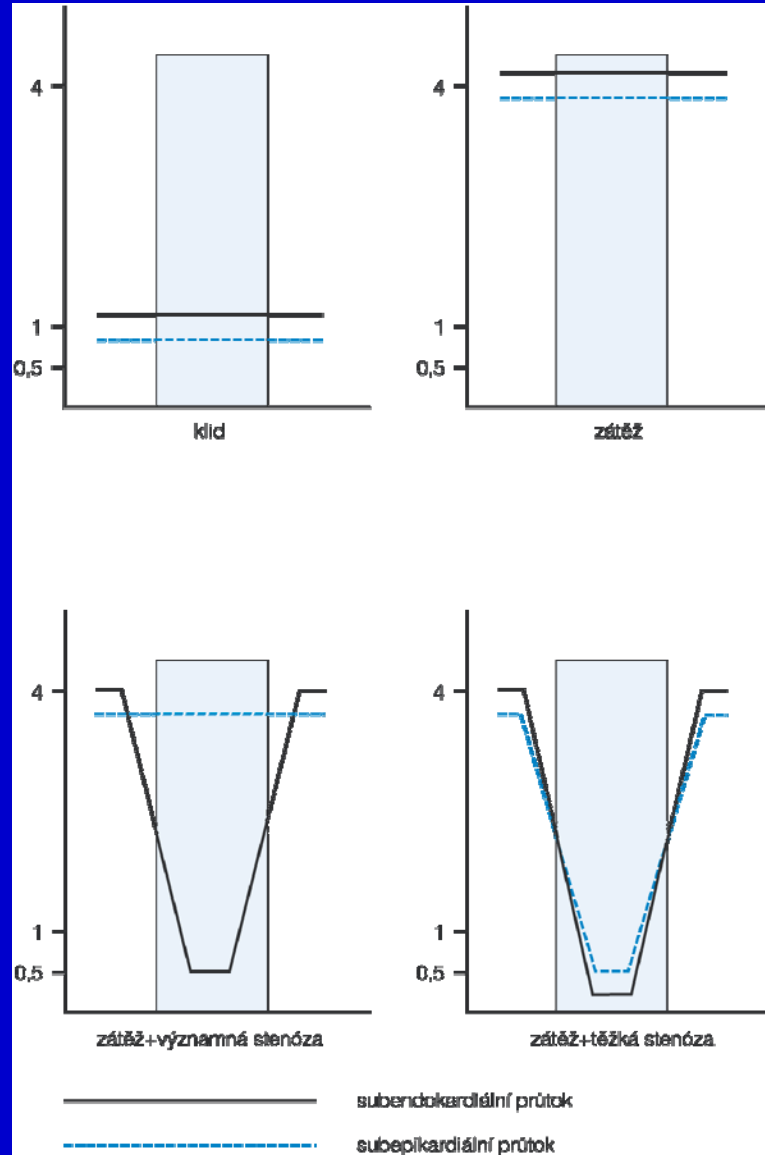 4
1
0,5
klid
4
1
0,5
zátěž
4
1
0,5
zátěž+významná stenóza
4
1
0,5
zátěž+těžká stenóza
subendokardiální průtok
subepikardiální průtok